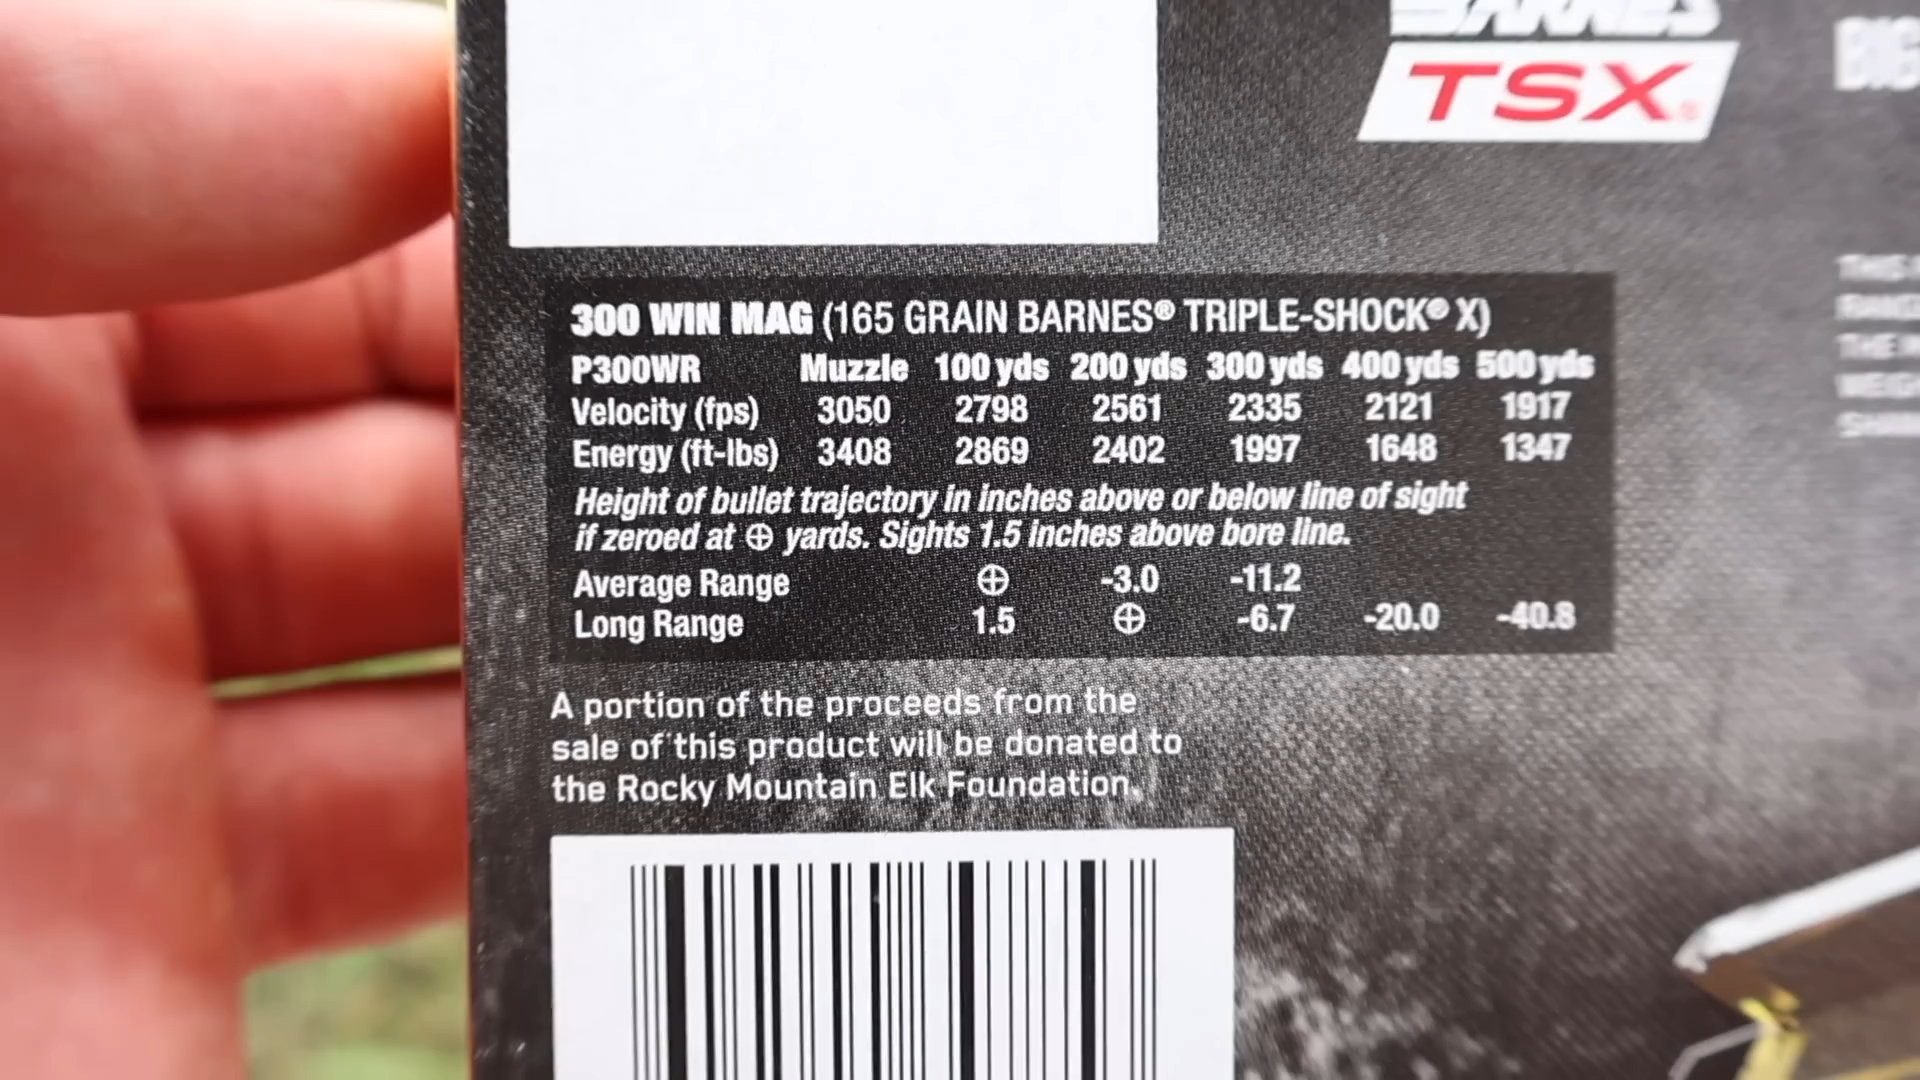 BARNES
TSX®
BIG
300 WIN MAG (165 GRAIN BARNES® TRIPLE-SHOCK® X)
P300WR Muzzle 100 yds 200 yds 300 yds 400 yds 500 yds
Velocity (fps) 3050 2798 2561 2335 2121 1917
Energy (ft-lbs) 3408 2869 2402 1997 1648 1347
Height of bullet trajectory in inches above or below line of sight
if zeroed at ⊕ yards. Sights 1.5 inches above bore line.
Average Range ⊕ -3.0 -11.2
Long Range 1.5 ⊕ -6.7 -20.0 -40.8
A portion of the proceeds from the
sale of this product will be donated to
the Rocky Mountain Elk Foundation.
THIS
THE